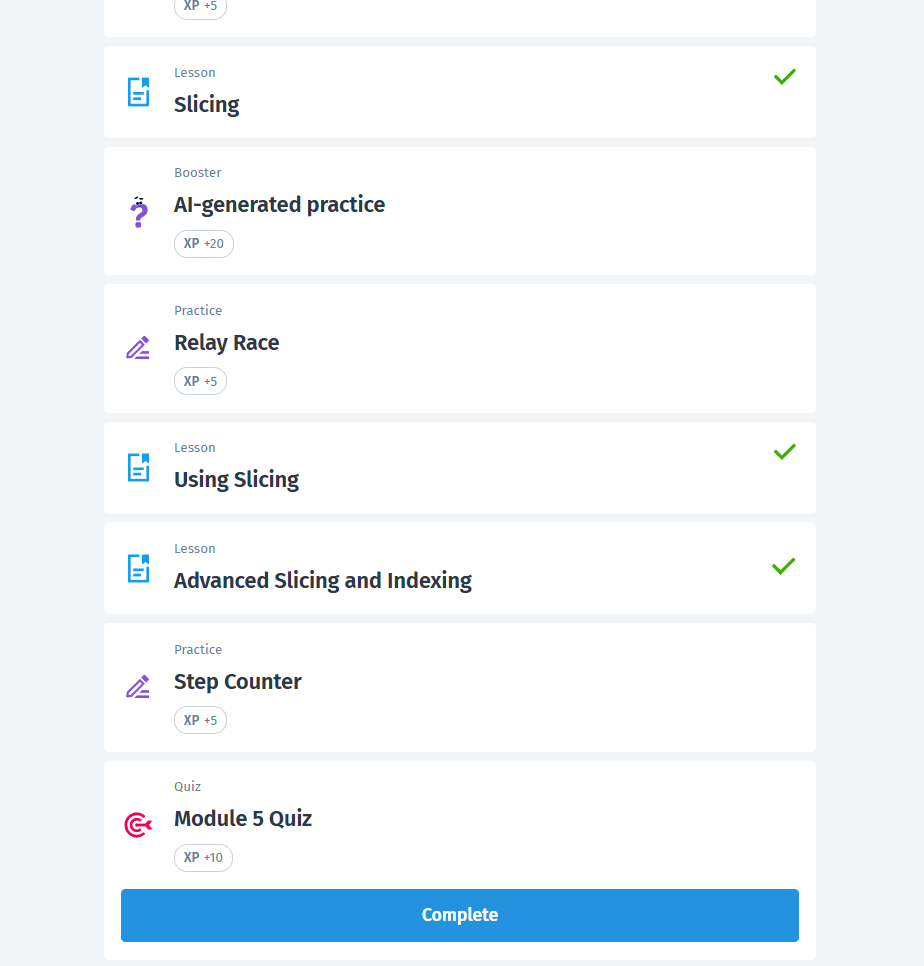 XP +5
Lesson
Slicing
Booster
AI-generated practice
XP +20
Practice
Relay Race
XP +5
Lesson
Using Slicing
Lesson
Advanced Slicing and Indexing
Practice
Step Counter
XP +5
Quiz
Module 5 Quiz
XP +10
Complete